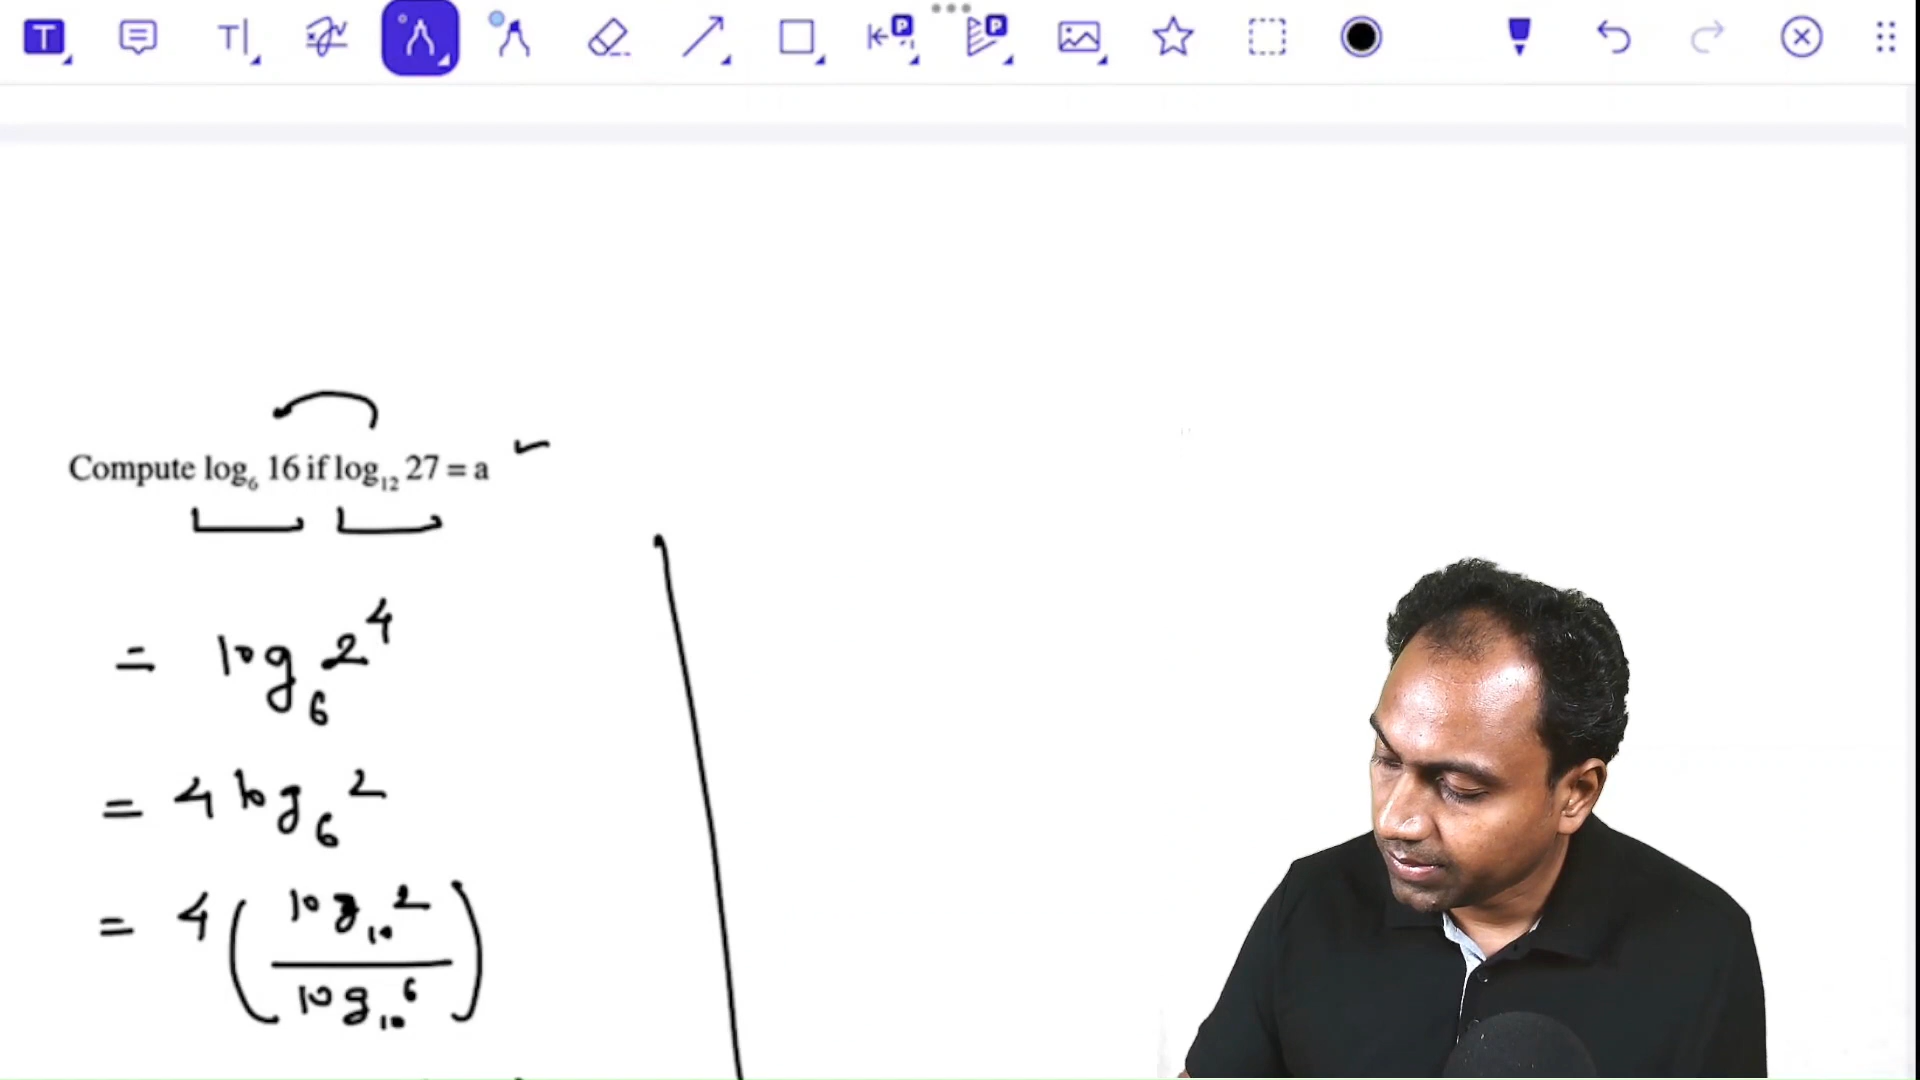 Compute log₆ 16 if log₁₂ 27 = a
= log₆ 2⁴
= 4 log₆ 2
= 4 ( log₁₀ 2 / log₁₀ 6 )